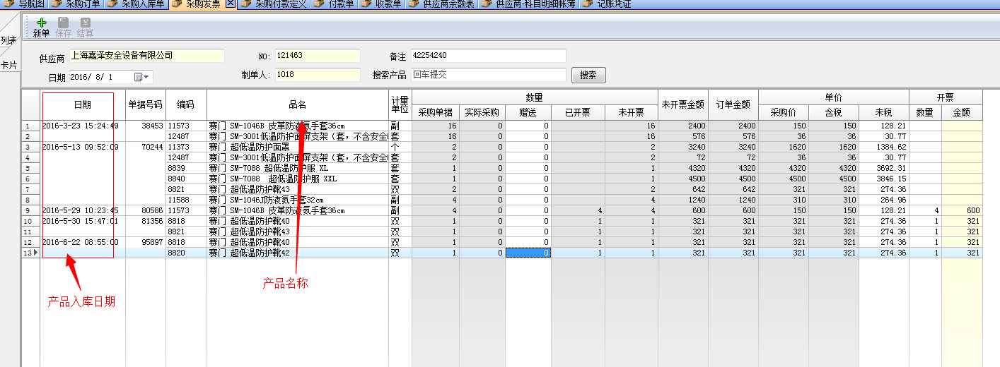 导航图 采购订单 采购入库单 采购发票 采购付款定义 付款单 收款单 供应商余额表 供应商-科目明细帐簿 记账凭证
新单 保存 结算
列表
卡片
供应商 上海嘉泽安全设备有限公司 NO: 121463 备注 42254240
日期 2016/ 8/ 1 制单人: 1018 搜索产品 回车提交 搜索
日期 单据号码 编码 品名 计量单位 数量 未开票金额 订单金额 单价 开票
采购单据 实际采购 赠送 已开票 未开票 采购价 含税 未税 数量 金额
1 2016-3-23 15:24:49 38453 11573 赛门 SM-1046B 皮革防液氮手套36cm 副 16 0 0 16 2400 2400 150 150 128.21
2 12487 赛门 SM-3001低温防护面屏支架（套，不含安全 套 16 0 0 16 576 576 36 36 30.77
3 2016-5-13 09:52:09 70244 11373 赛门 超低温防护面罩 个 2 0 0 2 3240 3240 1620 1620 1384.62
4 12487 赛门 SM-3001低温防护面屏支架（套，不含安全 套 2 0 0 2 72 72 36 36 30.77
5 8839 赛门 SM-7088 超低温防护服 XL 套 1 0 0 1 4320 4320 4320 4320 3692.31
6 8840 赛门 SM-7088 超低温防护服 XXL 套 1 0 0 1 4500 4500 4500 4500 3846.15
7 8821 赛门 超低温防护靴43 双 2 0 0 2 642 642 321 321 274.36
8 11588 赛门 SM-1046J防液氮手套32cm 副 4 0 0 4 1240 1240 310 310 264.96
9 2016-5-29 10:23:45 80586 11573 赛门 SM-1046B 皮革防液氮手套36cm 副 4 0 0 4 4 600 600 150 150 128.21 4 600
10 2016-5-30 15:47:01 81356 8818 赛门 超低温防护靴40 双 1 0 0 1 1 321 321 321 321 274.36 1 321
11 8821 赛门 超低温防护靴43 双 1 0 0 1 1 321 321 321 321 274.36 1 321
12 2016-6-22 08:55:00 95897 8818 赛门 超低温防护靴40 双 1 0 0 1 1 321 321 321 321 274.36 1 321
13 8820 赛门 超低温防护靴42 双 1 0 0 1 1 321 321 321 321 274.36 1 321
产品名称
产品入库日期